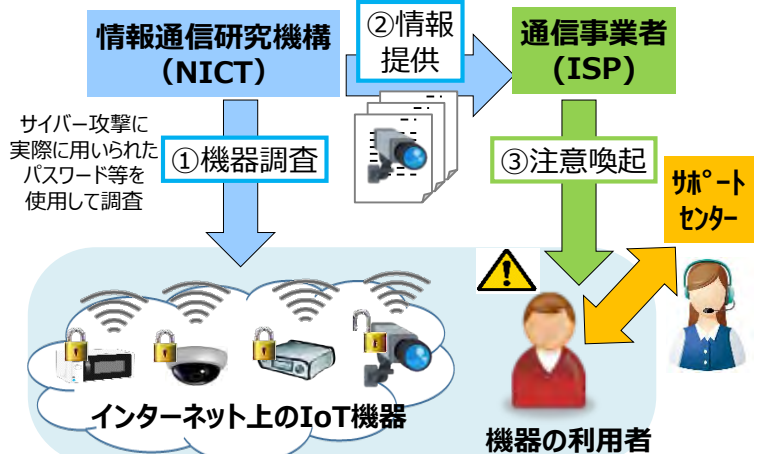 情報通信研究機構
（NICT）
②情報
提供
通信事業者
（ISP）
サイバー攻撃に
実際に用いられた
パスワード等を
使用して調査
①機器調査
③注意喚起
ｻﾎﾟｰﾄ
ｾﾝﾀｰ
インターネット上のIoT機器
機器の利用者